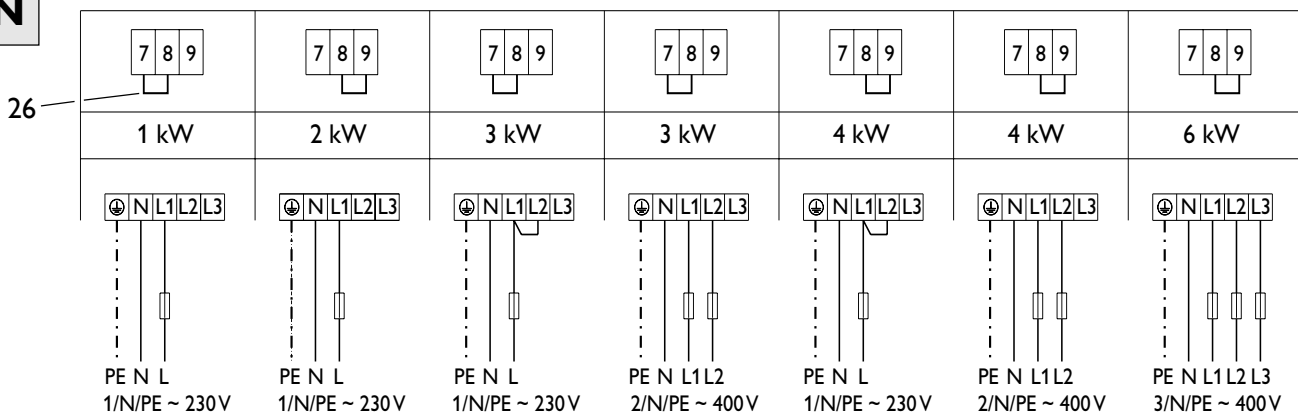 N
7 8 9 7 8 9 7 8 9 7 8 9 7 8 9 7 8 9 7 8 9
26
1 kW 2 kW 3 kW 3 kW 4 kW 4 kW 6 kW
N L1 L2 L3 N L1 L2 L3 N L1 L2 L3 N L1 L2 L3 N L1 L2 L3 N L1 L2 L3 N L1 L2 L3
PE N L PE N L PE N L PE N L1 L2 PE N L PE N L1 L2 PE N L1 L2 L3
1/N/PE ~ 230 V 1/N/PE ~ 230 V 1/N/PE ~ 230 V 2/N/PE ~ 400 V 1/N/PE ~ 230 V 2/N/PE ~ 400 V 3/N/PE ~ 400 V